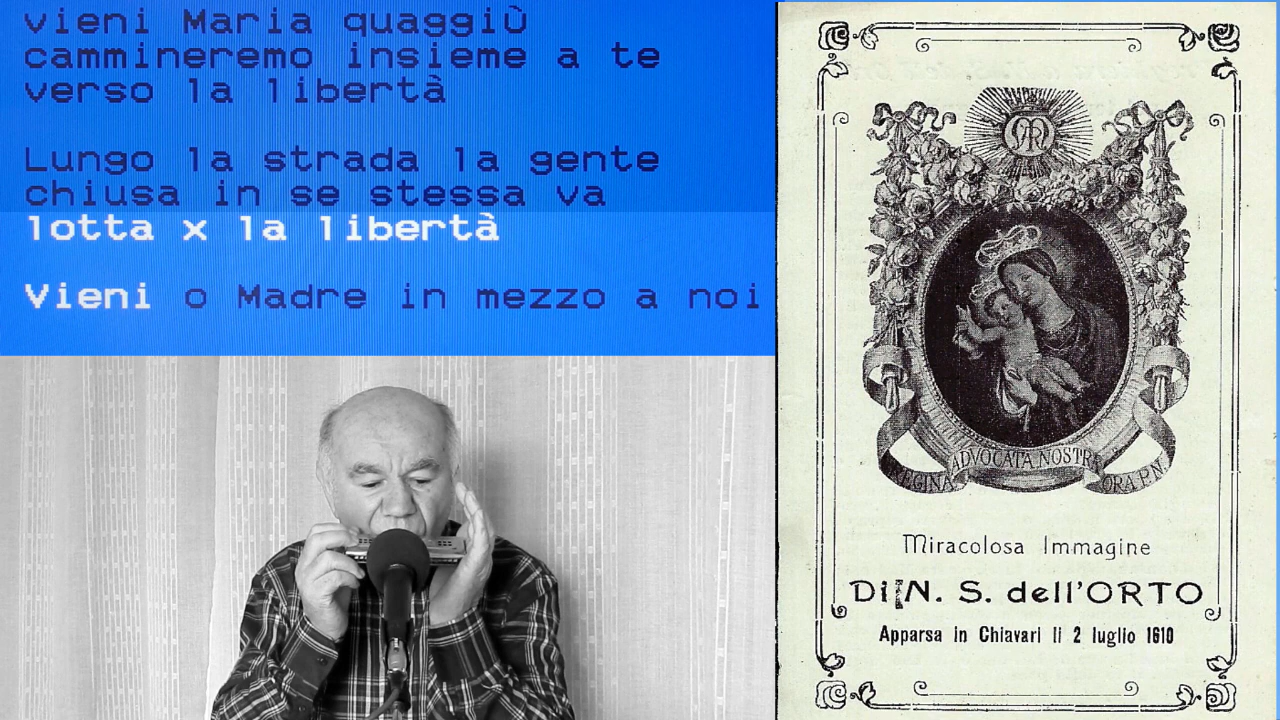 vieni Maria quaggiù
cammineremo insieme a te
verso la libertà
Lungo la strada la gente
chiusa in se stessa va
lotta x la libertà
Vieni o Madre in mezzo a noi
REGINA ADVOCATA NOSTRA ORA P. N.
Miracolosa Immagine
Di N. S. dell'ORTO
Apparsa in Chiavari li 2 luglio 1610